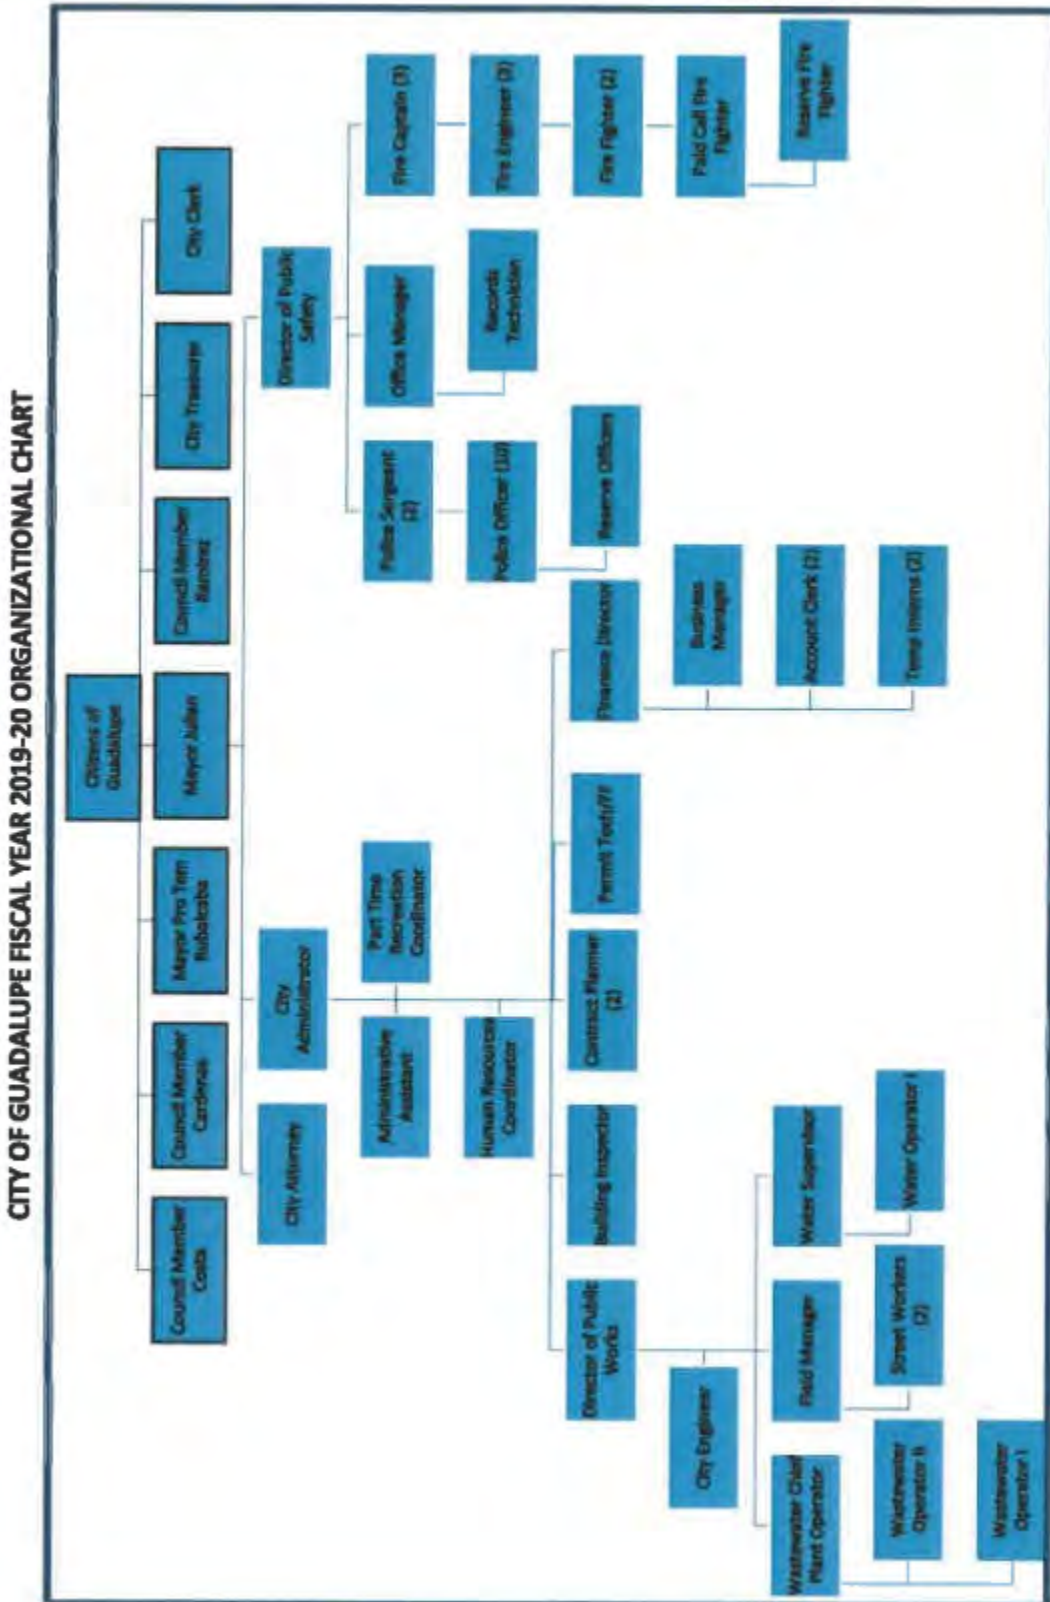 CITY OF GUADALUPE FISCAL YEAR 2019-20 ORGANIZATIONAL CHART
Citizens of
Guadalupe
Council Member
Costa
Council Member
Cardenas
Mayor Pro Tem
Rubalcaba
Mayor Julian
Council Member
Ramirez
City Treasurer
City Clerk
City Attorney
City
Administrator
Director of Public
Safety
Administrative
Assistant
Part Time
Recreation
Coordinator
Police Sergeant
(2)
Office Manager
Fire Captain (3)
Human Resources
Coordinator
Police Officer (10)
Records
Technician
Fire Engineer (3)
Director of Public
Works
Building Inspector
Contract Planner
(2)
Permit Tech/??
Finance Director
Reserve Officers
Fire Fighter (2)
City Engineer
Business
Manager
Paid Call Fire
Fighter
Wastewater Chief
Plant Operator
Field Manager
Water Supervisor
Account Clerk (2)
Reserve Fire
Fighter
Wastewater
Operator II
Street Workers
(2)
Water Operator I
Temp Interns (2)
Wastewater
Operator I